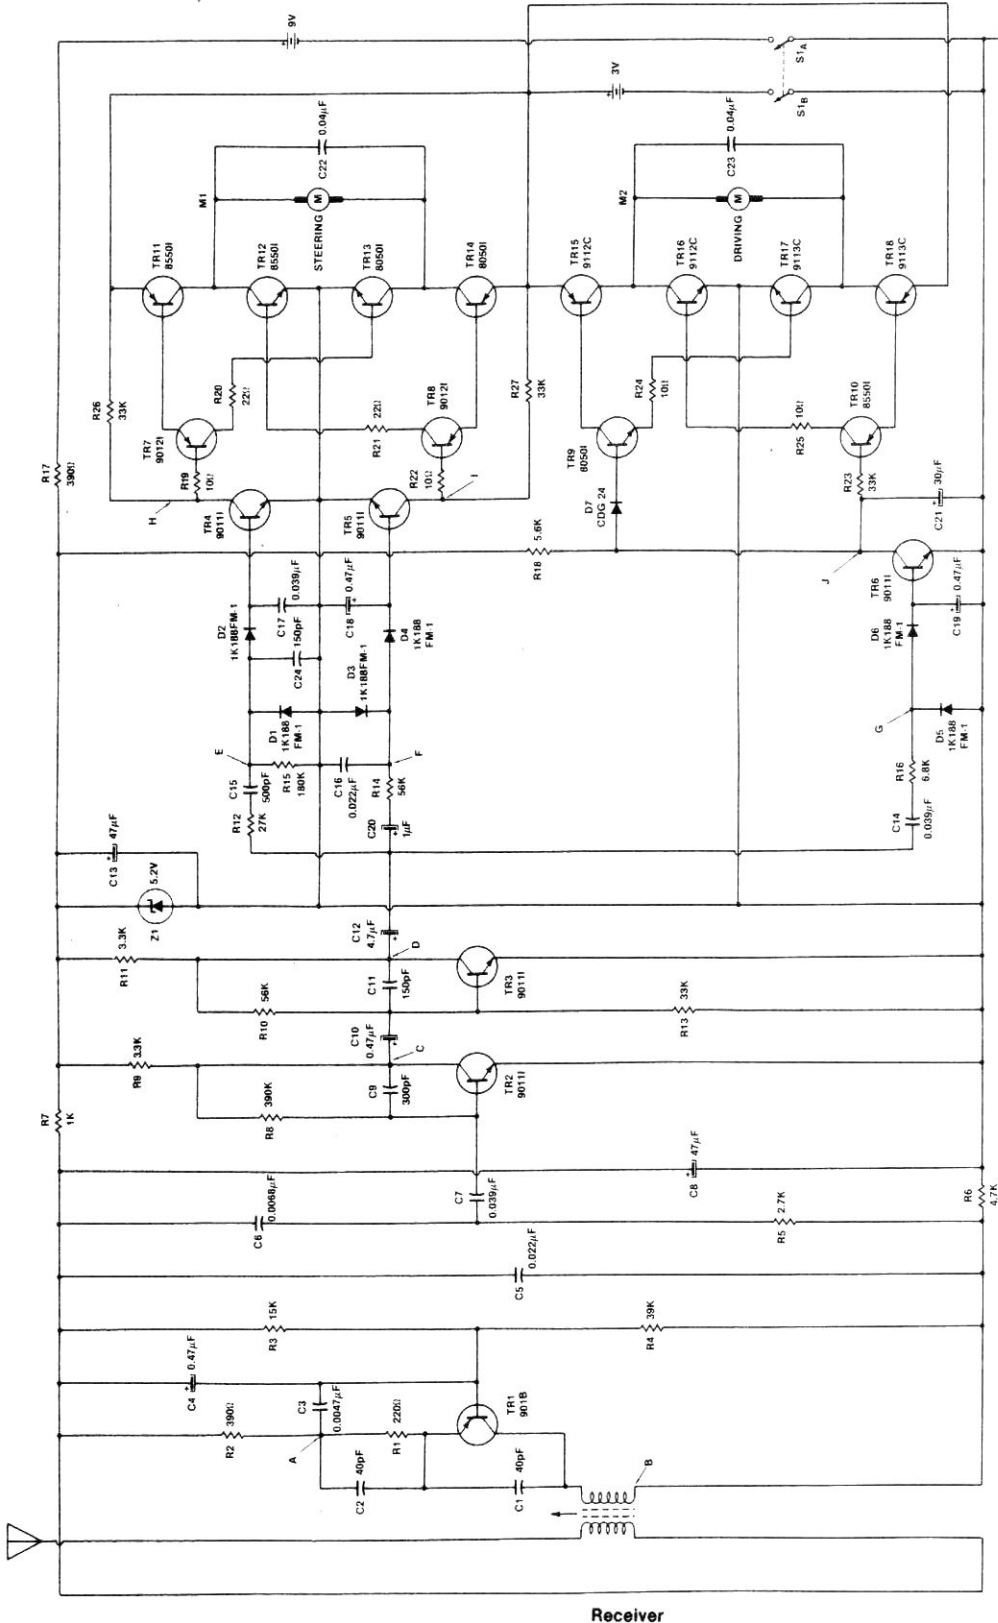 9V
S1A
3V
S1B
R17
390Ω
R26
33K
TR11
8550I
M1
0.04µF
C22
TR12
8550I
STEERING
M
TR13
8050I
TR14
8050I
R20
22Ω
TR7
9012I
R19
10Ω
H
TR4
9011I
R21
22Ω
TR8
9012I
R22
10Ω
I
TR5
9011I
R27
33K
TR15
9112C
TR16
9112C
M2
0.04µF
C23
DRIVING
M
TR17
9113C
TR18
9113C
R24
10Ω
TR9
8050I
D7
CDG 24
R25
10Ω
TR10
8550I
R23
33K
30µF
C21
5.6K
R18
J
TR6
9011I
D2
1K188FM-1
0.039µF
C17
150pF
C24
0.47µF
C18
D3
1K188FM-1
D4
1K188
FM-1
D6
1K188
FM-1
0.47µF
C19
D1
1K188
FM-1
E
C15
500pF
R15
180K
C16
0.022µF
F
R14
56K
R12
27K
C20
1µF
G
D5
1K188
FM-1
R16
6.8K
C14
0.039µF
47µF
C13
5.2V
Z1
3.3K
R11
C12
4.7µF
D
56K
R10
C11
150pF
TR3
9011I
33K
R13
3.3K
R9
C10
0.47µF
C
390K
R8
C9
300pF
TR2
9011I
R7
1K
0.0068µF
C6
C7
0.039µF
47µF
C8
2.7K
R5
R6
4.7K
0.022µF
C5
15K
R3
39K
R4
0.47µF
C4
C3
0.0047µF
390Ω
R2
A
220Ω
R1
TR1
901B
40pF
C2
40pF
C1
B
Receiver